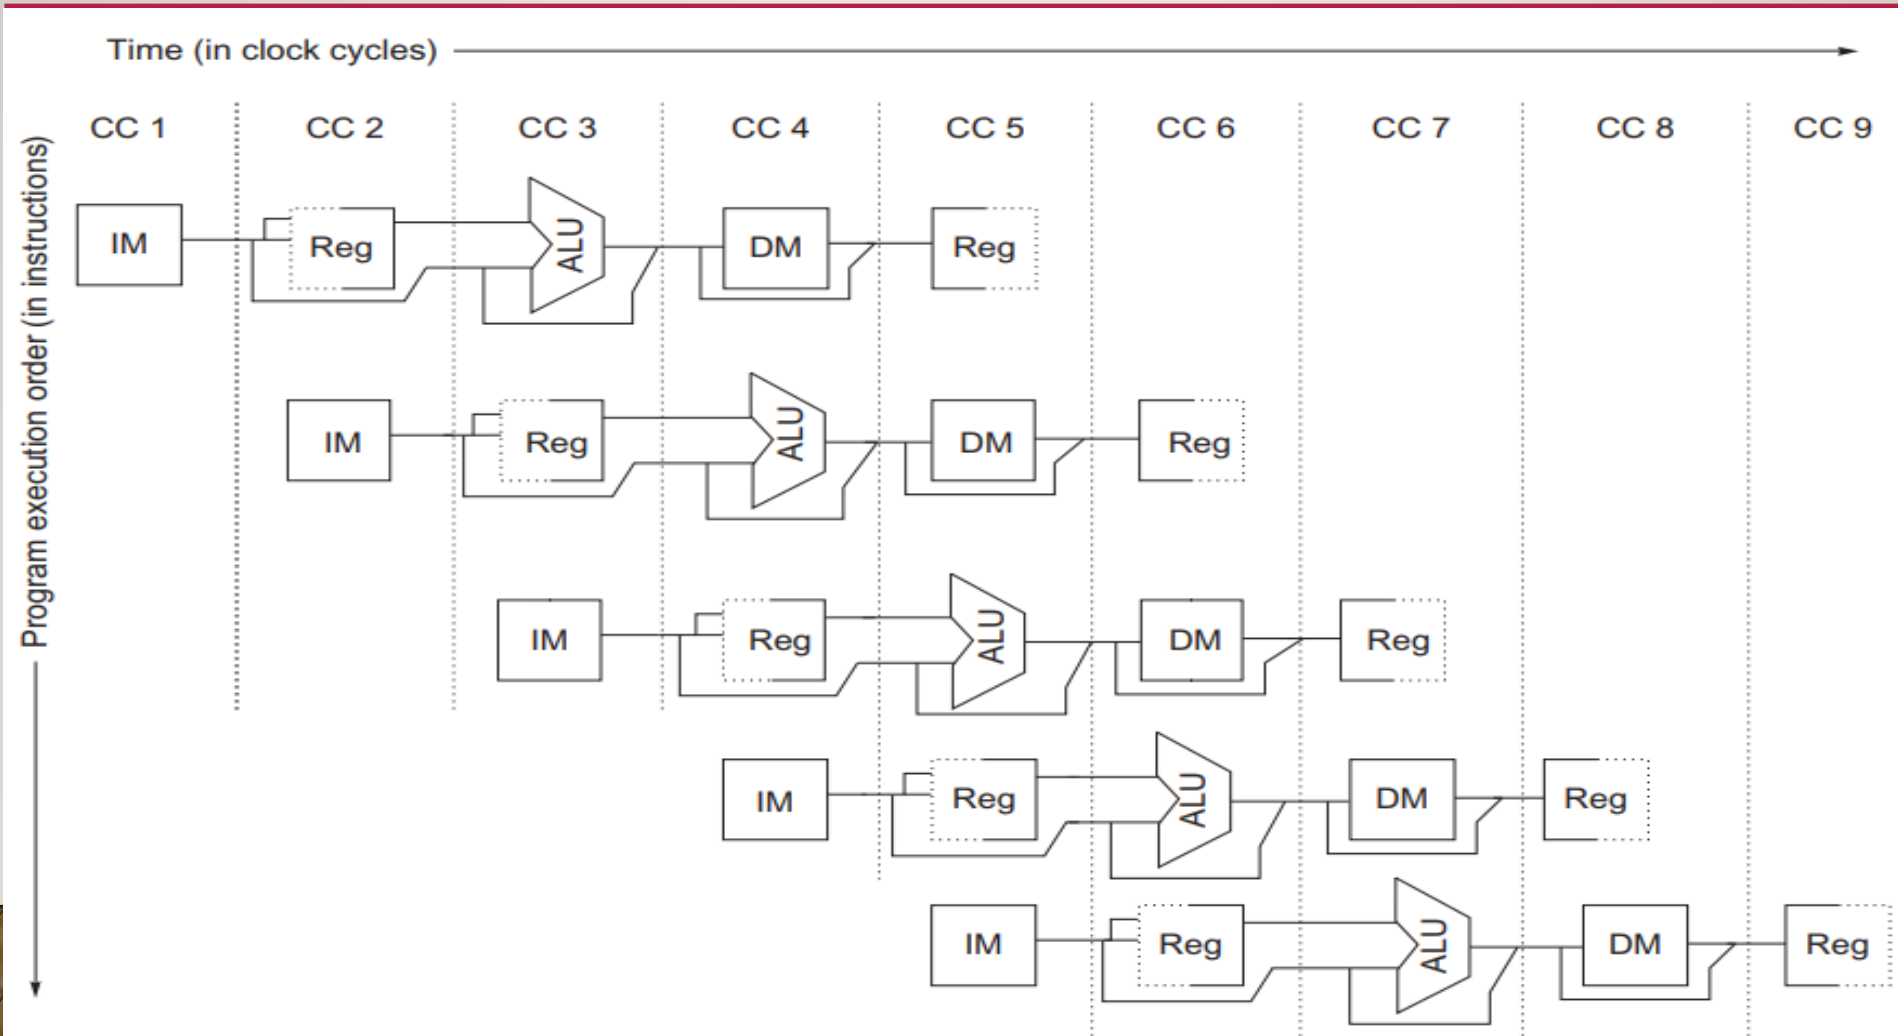 Time (in clock cycles)
CC 1 CC 2 CC 3 CC 4 CC 5 CC 6 CC 7 CC 8 CC 9
Program execution order (in instructions)
IM Reg ALU DM Reg
IM Reg ALU DM Reg
IM Reg ALU DM Reg
IM Reg ALU DM Reg
IM Reg ALU DM Reg